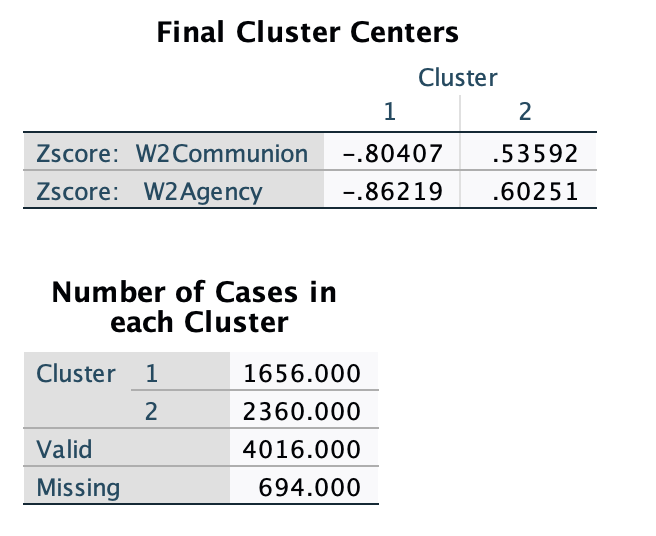 Final Cluster Centers
Cluster
1 2
Zscore: W2Communion -.80407 .53592
Zscore: W2Agency -.86219 .60251
Number of Cases in
each Cluster
Cluster 1 1656.000
2 2360.000
Valid 4016.000
Missing 694.000